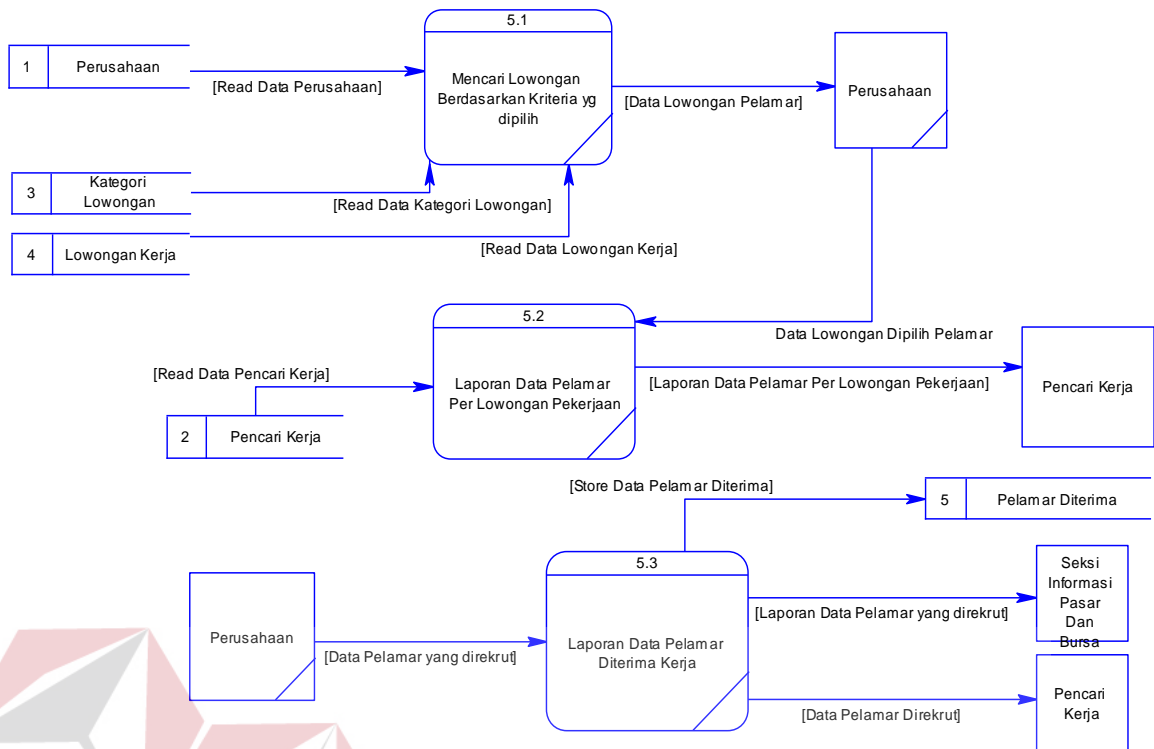 5.1
1
Perusahaan
[Read Data Perusahaan]
Mencari Lowongan
Berdasarkan Kriteria yg
dipilih
[Data Lowongan Pelamar]
Perusahaan
3
Kategori
Lowongan
[Read Data Kategori Lowongan]
4
Lowongan Kerja
[Read Data Lowongan Kerja]
5.2
Data Lowongan Dipilih Pelamar
[Read Data Pencari Kerja]
Laporan Data Pelamar
Per Lowongan Pekerjaan
[Laporan Data Pelamar Per Lowongan Pekerjaan]
Pencari Kerja
2
Pencari Kerja
[Store Data Pelamar Diterima]
5
Pelamar Diterima
5.3
Seksi
Informasi
Pasar
Dan
Bursa
[Laporan Data Pelamar yang direkrut]
Perusahaan
[Data Pelamar yang direkrut]
Laporan Data Pelamar
Diterima Kerja
[Data Pelamar Direkrut]
Pencari
Kerja